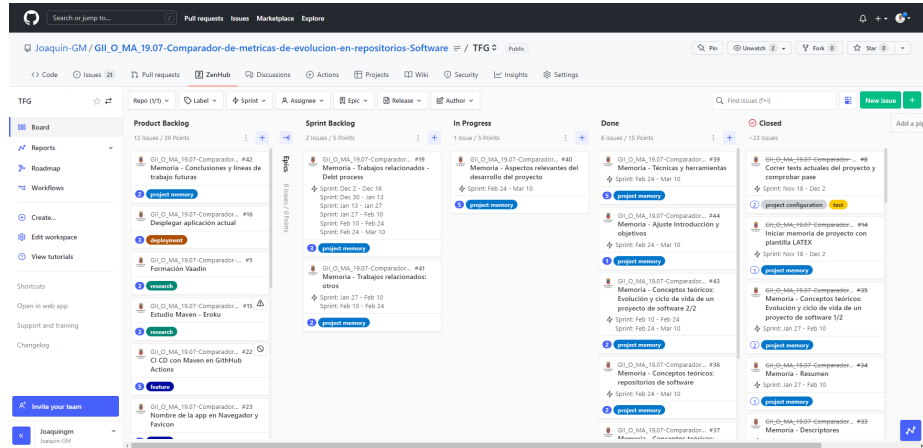 Search or jump to...
/
Pull requests Issues Marketplace Explore
Joaquin-GM / GII_O_MA_19.07-Comparador-de-metricas-de-evolucion-en-repositorios-Software = / TFG Public
Pin
Unwatch 2
Fork 0
Star 0
Code
Issues 21
Pull requests
ZenHub
Discussions
Actions
Projects
Wiki
Security
Insights
Settings
TFG
Repo (1/1)
Label
Sprint
Assignee
Epic
Release
Author
Find issues (f+i)
New issue
Board
Reports
Roadmap
Workflows
Create...
Edit workspace
View tutorials
Shortcuts
Open in web app
Support and training
Changelog
Invite your team
Joaquingm
Joaquin-GM
Product Backlog
12 Issues / 39 Points
GII_O_MA_19.07-Comparador... #42
Memoria - Conclusiones y lineas de
trabajo futuras
2 project memory
GII_O_MA_19.07-Comparador... #16
Desplegar aplicación actual
3 deployment
GII_O_MA_19.07-Comparador-... #5
Formación Vaadin
3 research
GII_O_MA_19.07-Comparador... #15
Estudio Maven - Eroku
3 research
GII_O_MA_19.07-Comparador... #22
CI CD con Maven en GitHHub
Actions
5 feature
GII_O_MA_19.07-Comparador... #23
Nombre de la app en Navegador y
Favicon
Epics
0 Issues / 0 Points
Sprint Backlog
2 Issues / 5 Points
GII_O_MA_19.07-Comparador... #19
Memoria - Trabajos relacionados -
Debt process
Sprint: Dec 2 - Dec 16
Sprint: Dec 30 - Jan 13
Sprint: Jan 13 - Jan 27
Sprint: Jan 27 - Feb 10
Sprint: Feb 10 - Feb 24
Sprint: Feb 24 - Mar 10
3 project memory
GII_O_MA_19.07-Comparador... #41
Memoria - Trabajos relacionados:
otros
Sprint: Jan 27 - Feb 10
Sprint: Feb 10 - Feb 24
2 project memory
In Progress
1 Issue / 5 Points
GII_O_MA_19.07-Comparador... #40
Memoria - Aspectos relevantes del
desarrollo del proyecto
Sprint: Feb 24 - Mar 10
5 project memory
Done
6 Issues / 15 Points
GII_O_MA_19.07-Comparador... #39
Memoria - Técnicas y herramientas
Sprint: Feb 24 - Mar 10
5 project memory
GII_O_MA_19.07-Comparador... #44
Memoria - Ajuste Introducción y
objetivos
Sprint: Feb 24 - Mar 10
1 project memory
GII_O_MA_19.07-Comparador... #43
Memoria - Conceptos teóricos:
Evolución y ciclo de vida de un
proyecto de software 2/2
Sprint: Feb 10 - Feb 24
Sprint: Feb 24 - Mar 10
2 project memory
GII_O_MA_19.07-Comparador... #36
Memoria - Conceptos teóricos:
repositorios de software
Sprint: Feb 24 - Mar 10
2 project memory
GII_O_MA_19.07-Comparador... #37
Memoria - Conceptos teóricos:
Closed
~23 Issues
GII_O_MA_19.07-Comparador-... #8
Correr tests actuales del proyecto y
comprobar pase
Sprint: Nov 18 - Dec 2
2 project configuration test
GII_O_MA_19.07-Comparador... #14
Iniciar memoria de proyecto con
plantilla LATEX
Sprint: Nov 18 - Dec 2
1 project memory
GII_O_MA_19.07-Comparador... #35
Memoria - Conceptos teóricos:
Evolución y ciclo de vida de un
proyecto de software 1/2
Sprint: Jan 27 - Feb 10
2 project memory
GII_O_MA_19.07-Comparador... #34
Memoria - Resumen
Sprint: Jan 27 - Feb 10
1 project memory
GII_O_MA_19.07-Comparador... #33
Memoria - Descriptores
Add a pip